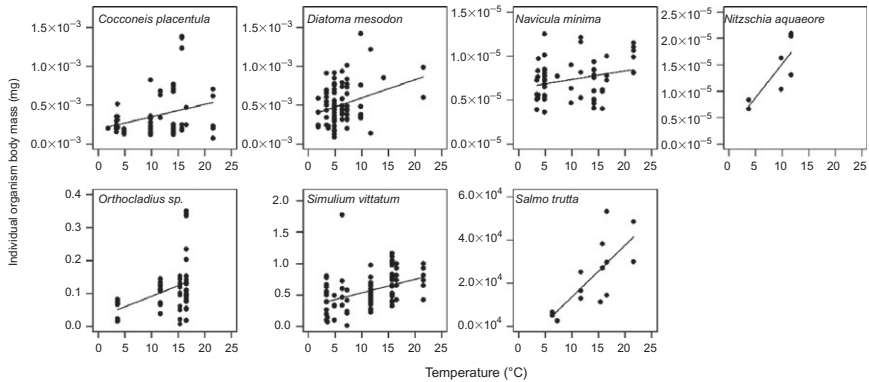 Individual organism body mass (mg)
Cocconeis placentula
1.5×10⁻³
1.0×10⁻³
0.5×10⁻³
0.0×10⁻³
0 5 10 15 20 25
Diatoma mesodon
1.5×10⁻³
1.0×10⁻³
0.5×10⁻³
0.0×10⁻³
0 5 10 15 20 25
Navicula minima
1.5×10⁻⁵
1.0×10⁻⁵
0.5×10⁻⁵
0.0×10⁻⁵
0 5 10 15 20 25
Nitzschia aquaeore
2.5×10⁻⁵
2.0×10⁻⁵
1.5×10⁻⁵
1.0×10⁻⁵
0.5×10⁻⁵
0.0×10⁻⁵
0 5 10 15 20 25
Orthocladius sp.
0.4
0.3
0.2
0.1
0.0
0 5 10 15 20 25
Simulium vittatum
2.0
1.5
1.0
0.5
0.0
0 5 10 15 20 25
Salmo trutta
6.0×10⁴
4.0×10⁴
2.0×10⁴
0.0×10⁴
0 5 10 15 20 25
Temperature (°C)